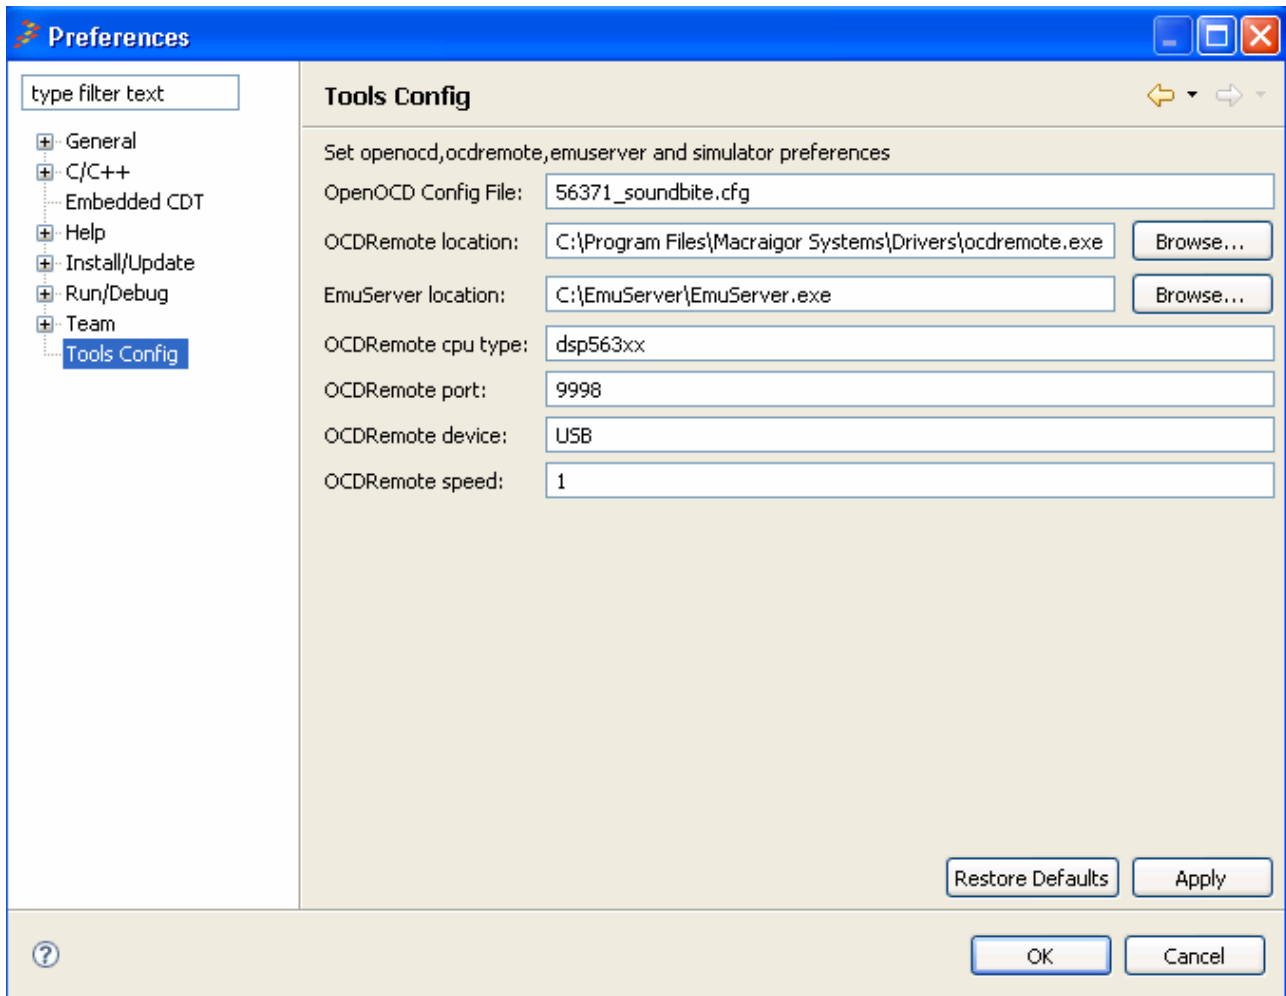 Preferences
type filter text
General
C/C++
Embedded CDT
Help
Install/Update
Run/Debug
Team
Tools Config
Tools Config
Set openocd,ocdremote,emuserver and simulator preferences
OpenOCD Config File: 56371_soundbite.cfg
OCDRemote location: C:\Program Files\Macraigor Systems\Drivers\ocdremote.exe Browse...
EmuServer location: C:\EmuServer\EmuServer.exe Browse...
OCDRemote cpu type: dsp563xx
OCDRemote port: 9998
OCDRemote device: USB
OCDRemote speed: 1
Restore Defaults Apply
? OK Cancel